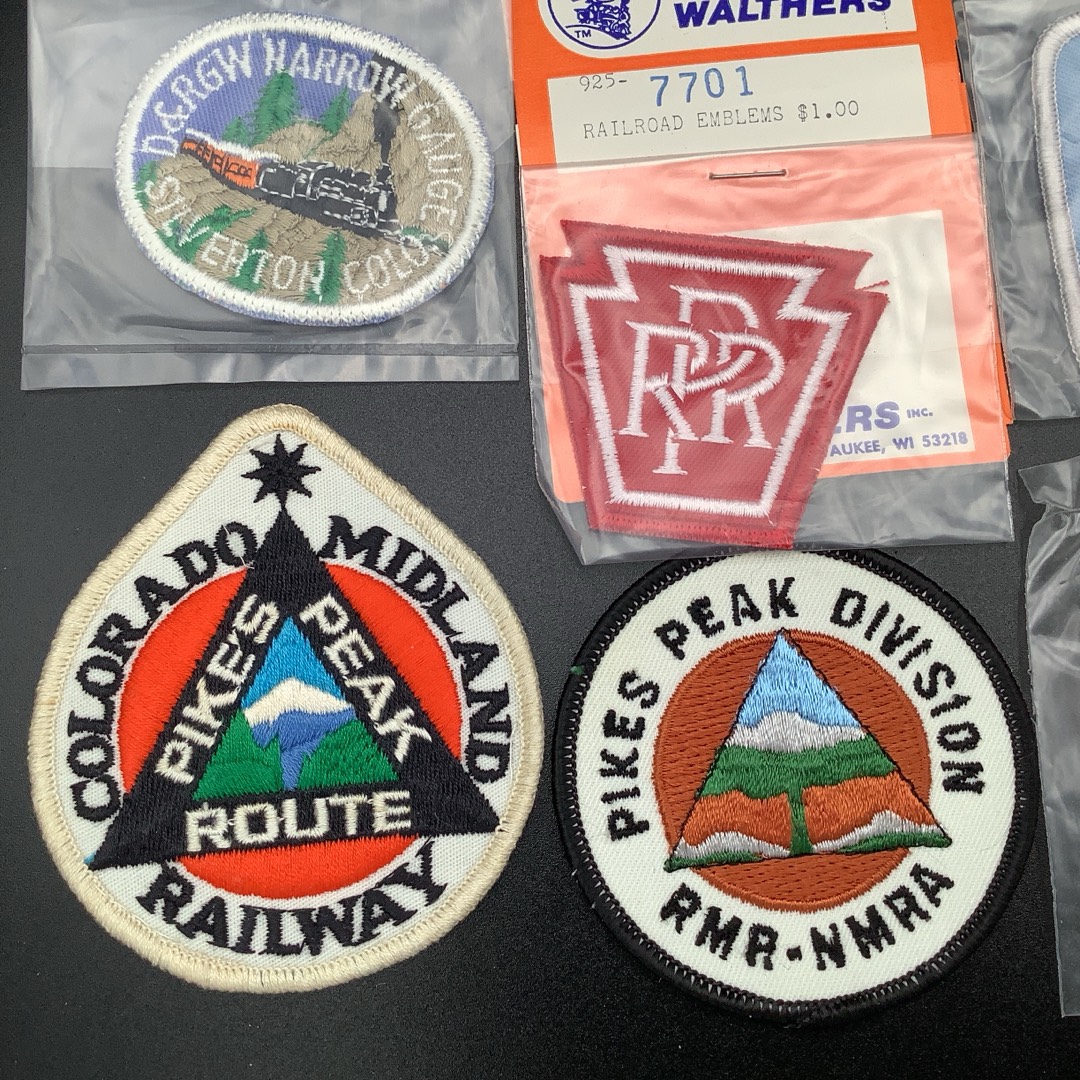 D&RGW NARROW GAUGE
SILVERTON COLO
TM
WALTHERS
925- 7701
RAILROAD EMBLEMS $1.00
PRR
ERS INC.
AUKEE, WI 53218
COLORADO MIDLAND
PIKE'S PEAK
ROUTE
RAILWAY
PIKES PEAK DIVISION
RMR-NMRA